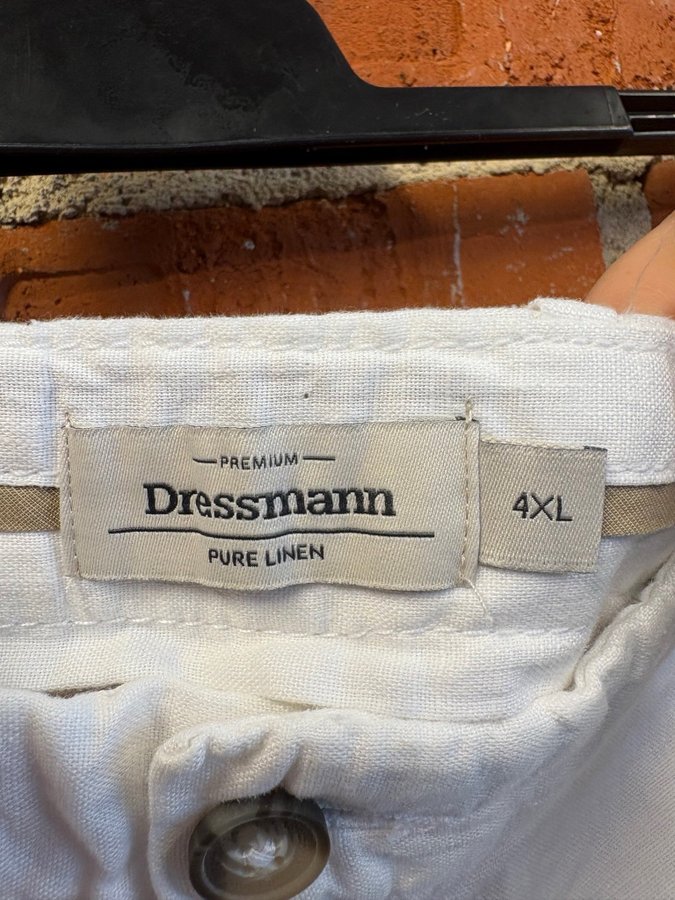 PREMIUM
Dressmann
PURE LINEN
4XL